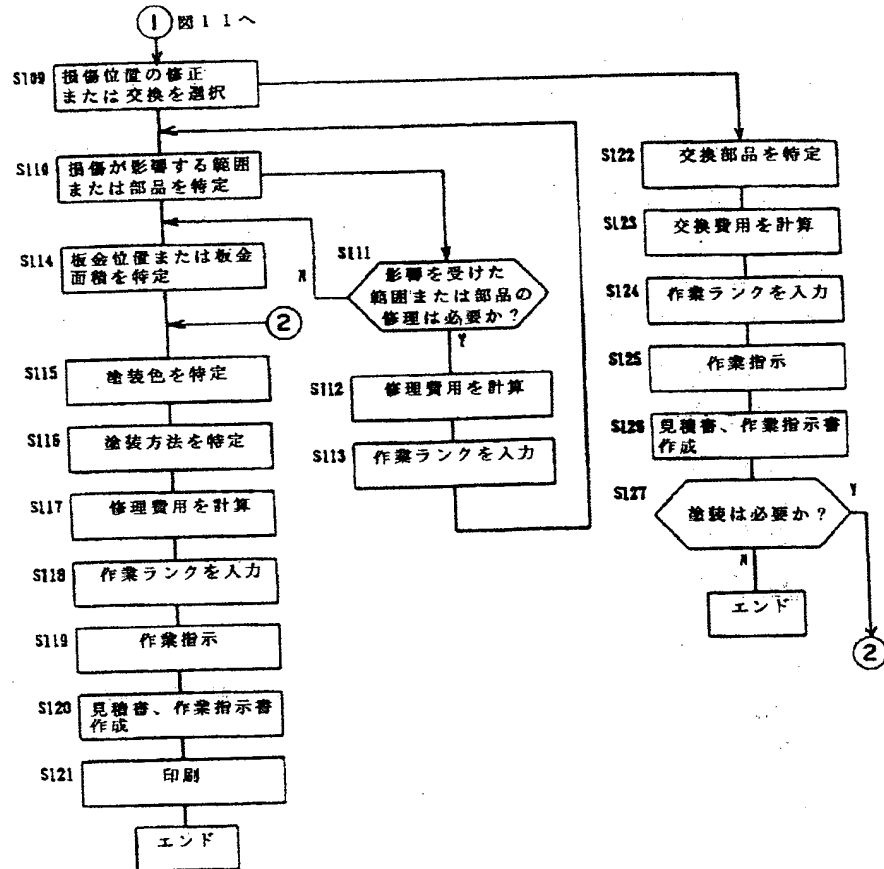 1 図11へ
S109 損傷位置の修正
または交換を選択
S110 損傷が影響する範囲
または部品を特定
S114 板金位置または板金
面積を特定
2
S115 塗装色を特定
S116 塗装方法を特定
S117 修理費用を計算
S118 作業ランクを入力
S119 作業指示
S120 見積書、作業指示書
作成
S121 印刷
エンド
S111
影響を受けた
範囲または部品の
修理は必要か?
N
Y
S112 修理費用を計算
S113 作業ランクを入力
S122 交換部品を特定
S123 交換費用を計算
S124 作業ランクを入力
S125 作業指示
S126 見積書、作業指示書
作成
S127 塗装は必要か?
Y
N
エンド
2